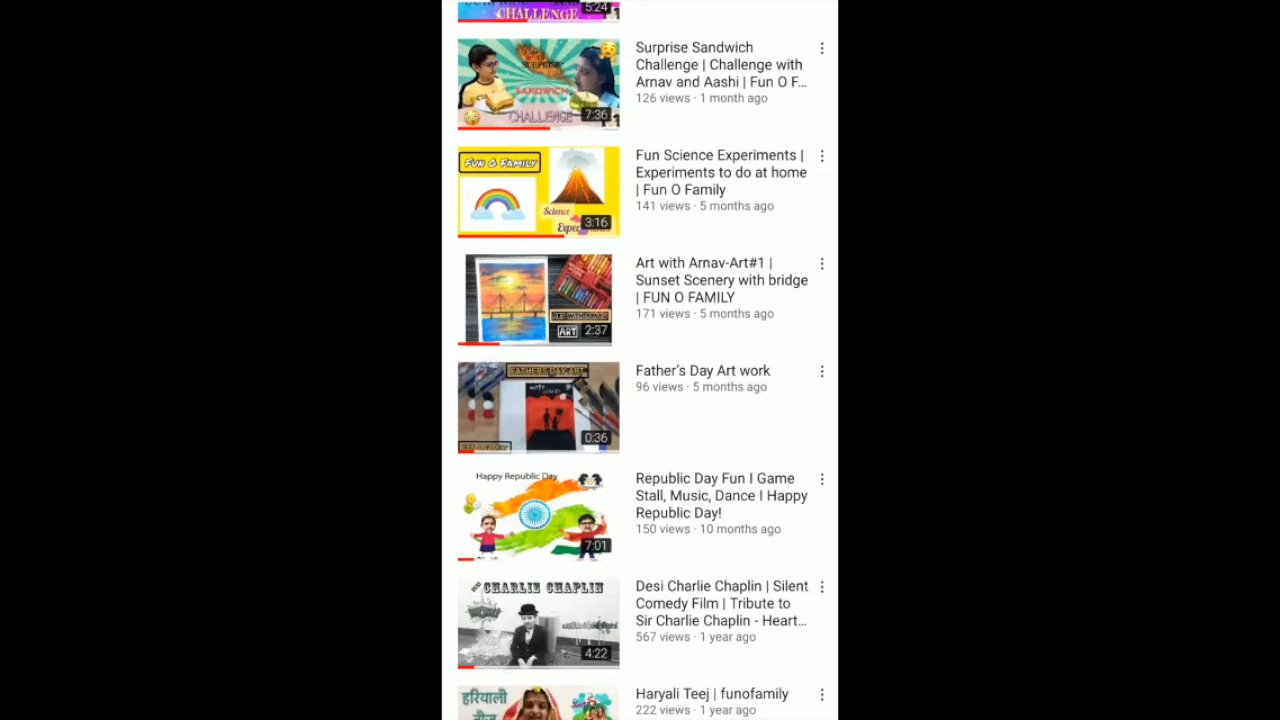 CHALLENGE
5:24
SURPRISE
SANDWICH
CHALLENGE
7:36
Surprise Sandwich
Challenge | Challenge with
Arnav and Aashi | Fun O F...
126 views · 1 month ago
FUN O FAMILY
Science
3:16
Fun Science Experiments |
Experiments to do at home
| Fun O Family
141 views · 5 months ago
ART
2:37
Art with Arnav-Art#1 |
Sunset Scenery with bridge
| FUN O FAMILY
171 views · 5 months ago
FATHERS DAY ART
0:36
Father's Day Art work
96 views · 5 months ago
Happy Republic Day
7:01
Republic Day Fun I Game
Stall, Music, Dance I Happy
Republic Day!
150 views · 10 months ago
CHARLIE CHAPLIN
4:22
Desi Charlie Chaplin | Silent
Comedy Film | Tribute to
Sir Charlie Chaplin - Heart...
567 views · 1 year ago
हरियाली
तीज
Haryali Teej | funofamily
222 views · 1 year ago